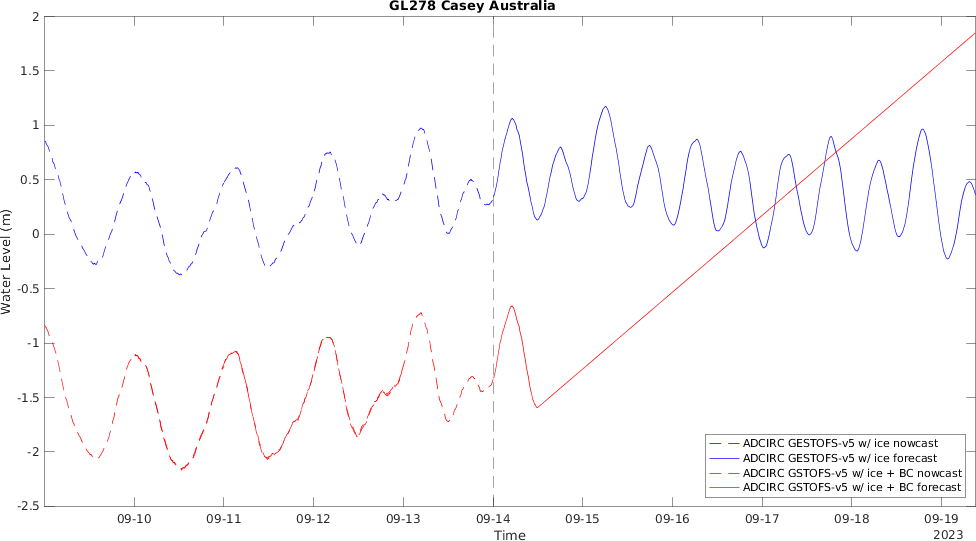 GL278 Casey Australia
2
1.5
1
0.5
0
-0.5
-1
-1.5
-2
-2.5
Water Level (m)
09-10 09-11 09-12 09-13 09-14 09-15 09-16 09-17 09-18 09-19
2023
Time
ADCIRC GESTOFS-v5 w/ ice nowcast
ADCIRC GESTOFS-v5 w/ ice forecast
ADCIRC GSTOFS-v5 w/ ice + BC nowcast
ADCIRC GSTOFS-v5 w/ ice + BC forecast